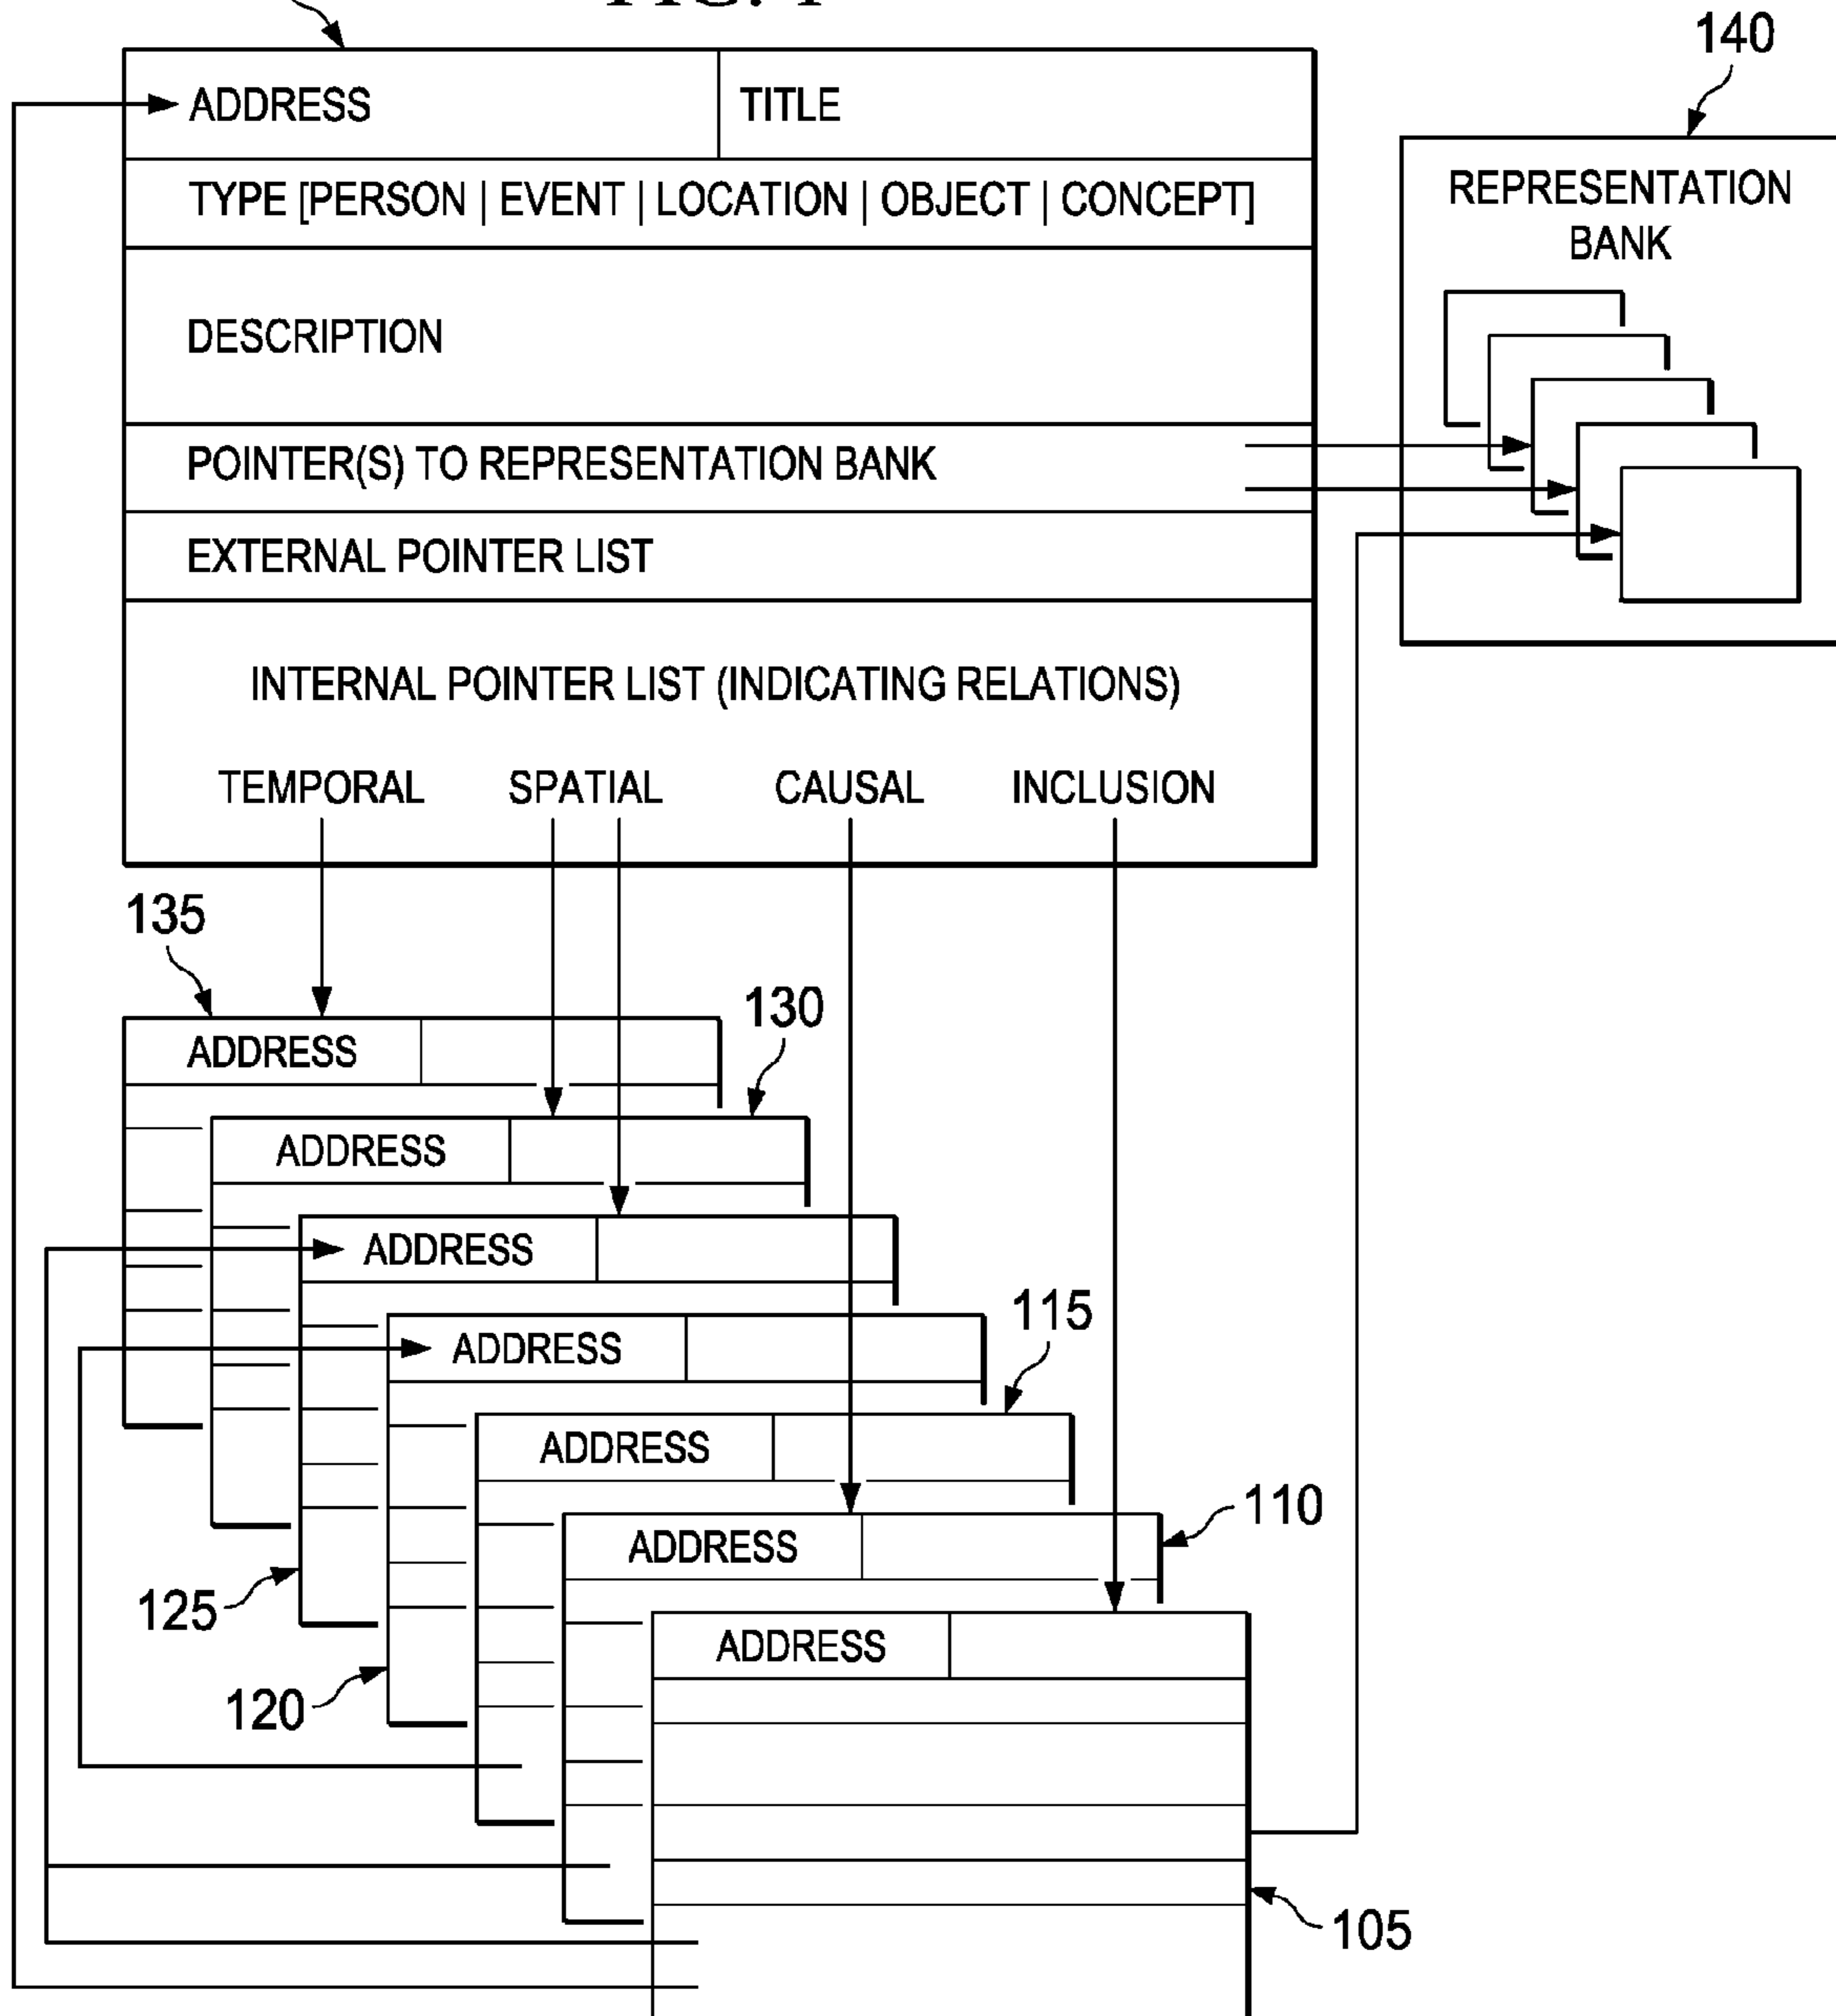 140
ADDRESS TITLE
TYPE [PERSON | EVENT | LOCATION | OBJECT | CONCEPT]
REPRESENTATION
BANK
DESCRIPTION
POINTER(S) TO REPRESENTATION BANK
EXTERNAL POINTER LIST
INTERNAL POINTER LIST (INDICATING RELATIONS)
TEMPORAL SPATIAL CAUSAL INCLUSION
135
130
ADDRESS
ADDRESS
ADDRESS
115
ADDRESS
ADDRESS
110
ADDRESS
125
ADDRESS
120
105